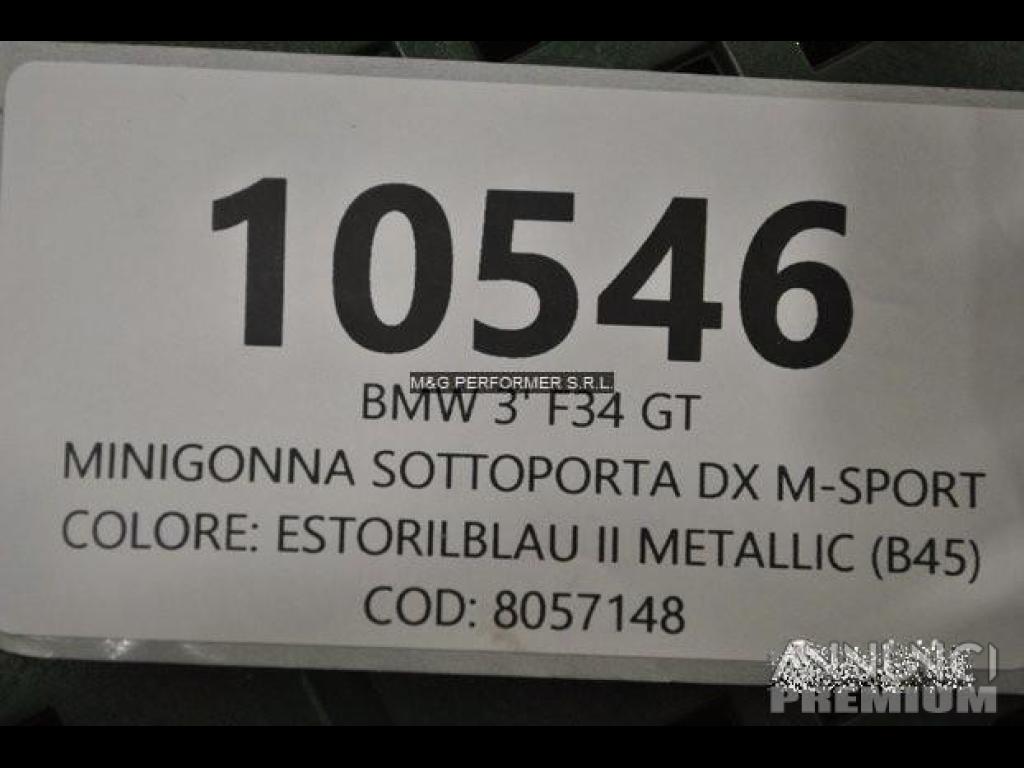 10546
M&G PERFORMER S.R.L.
BMW 3' F34 GT
MINIGONNA SOTTOPORTA DX M-SPORT
COLORE: ESTORILBLAU II METALLIC (B45)
COD: 8057148
ANNUNCI
PREMIUM